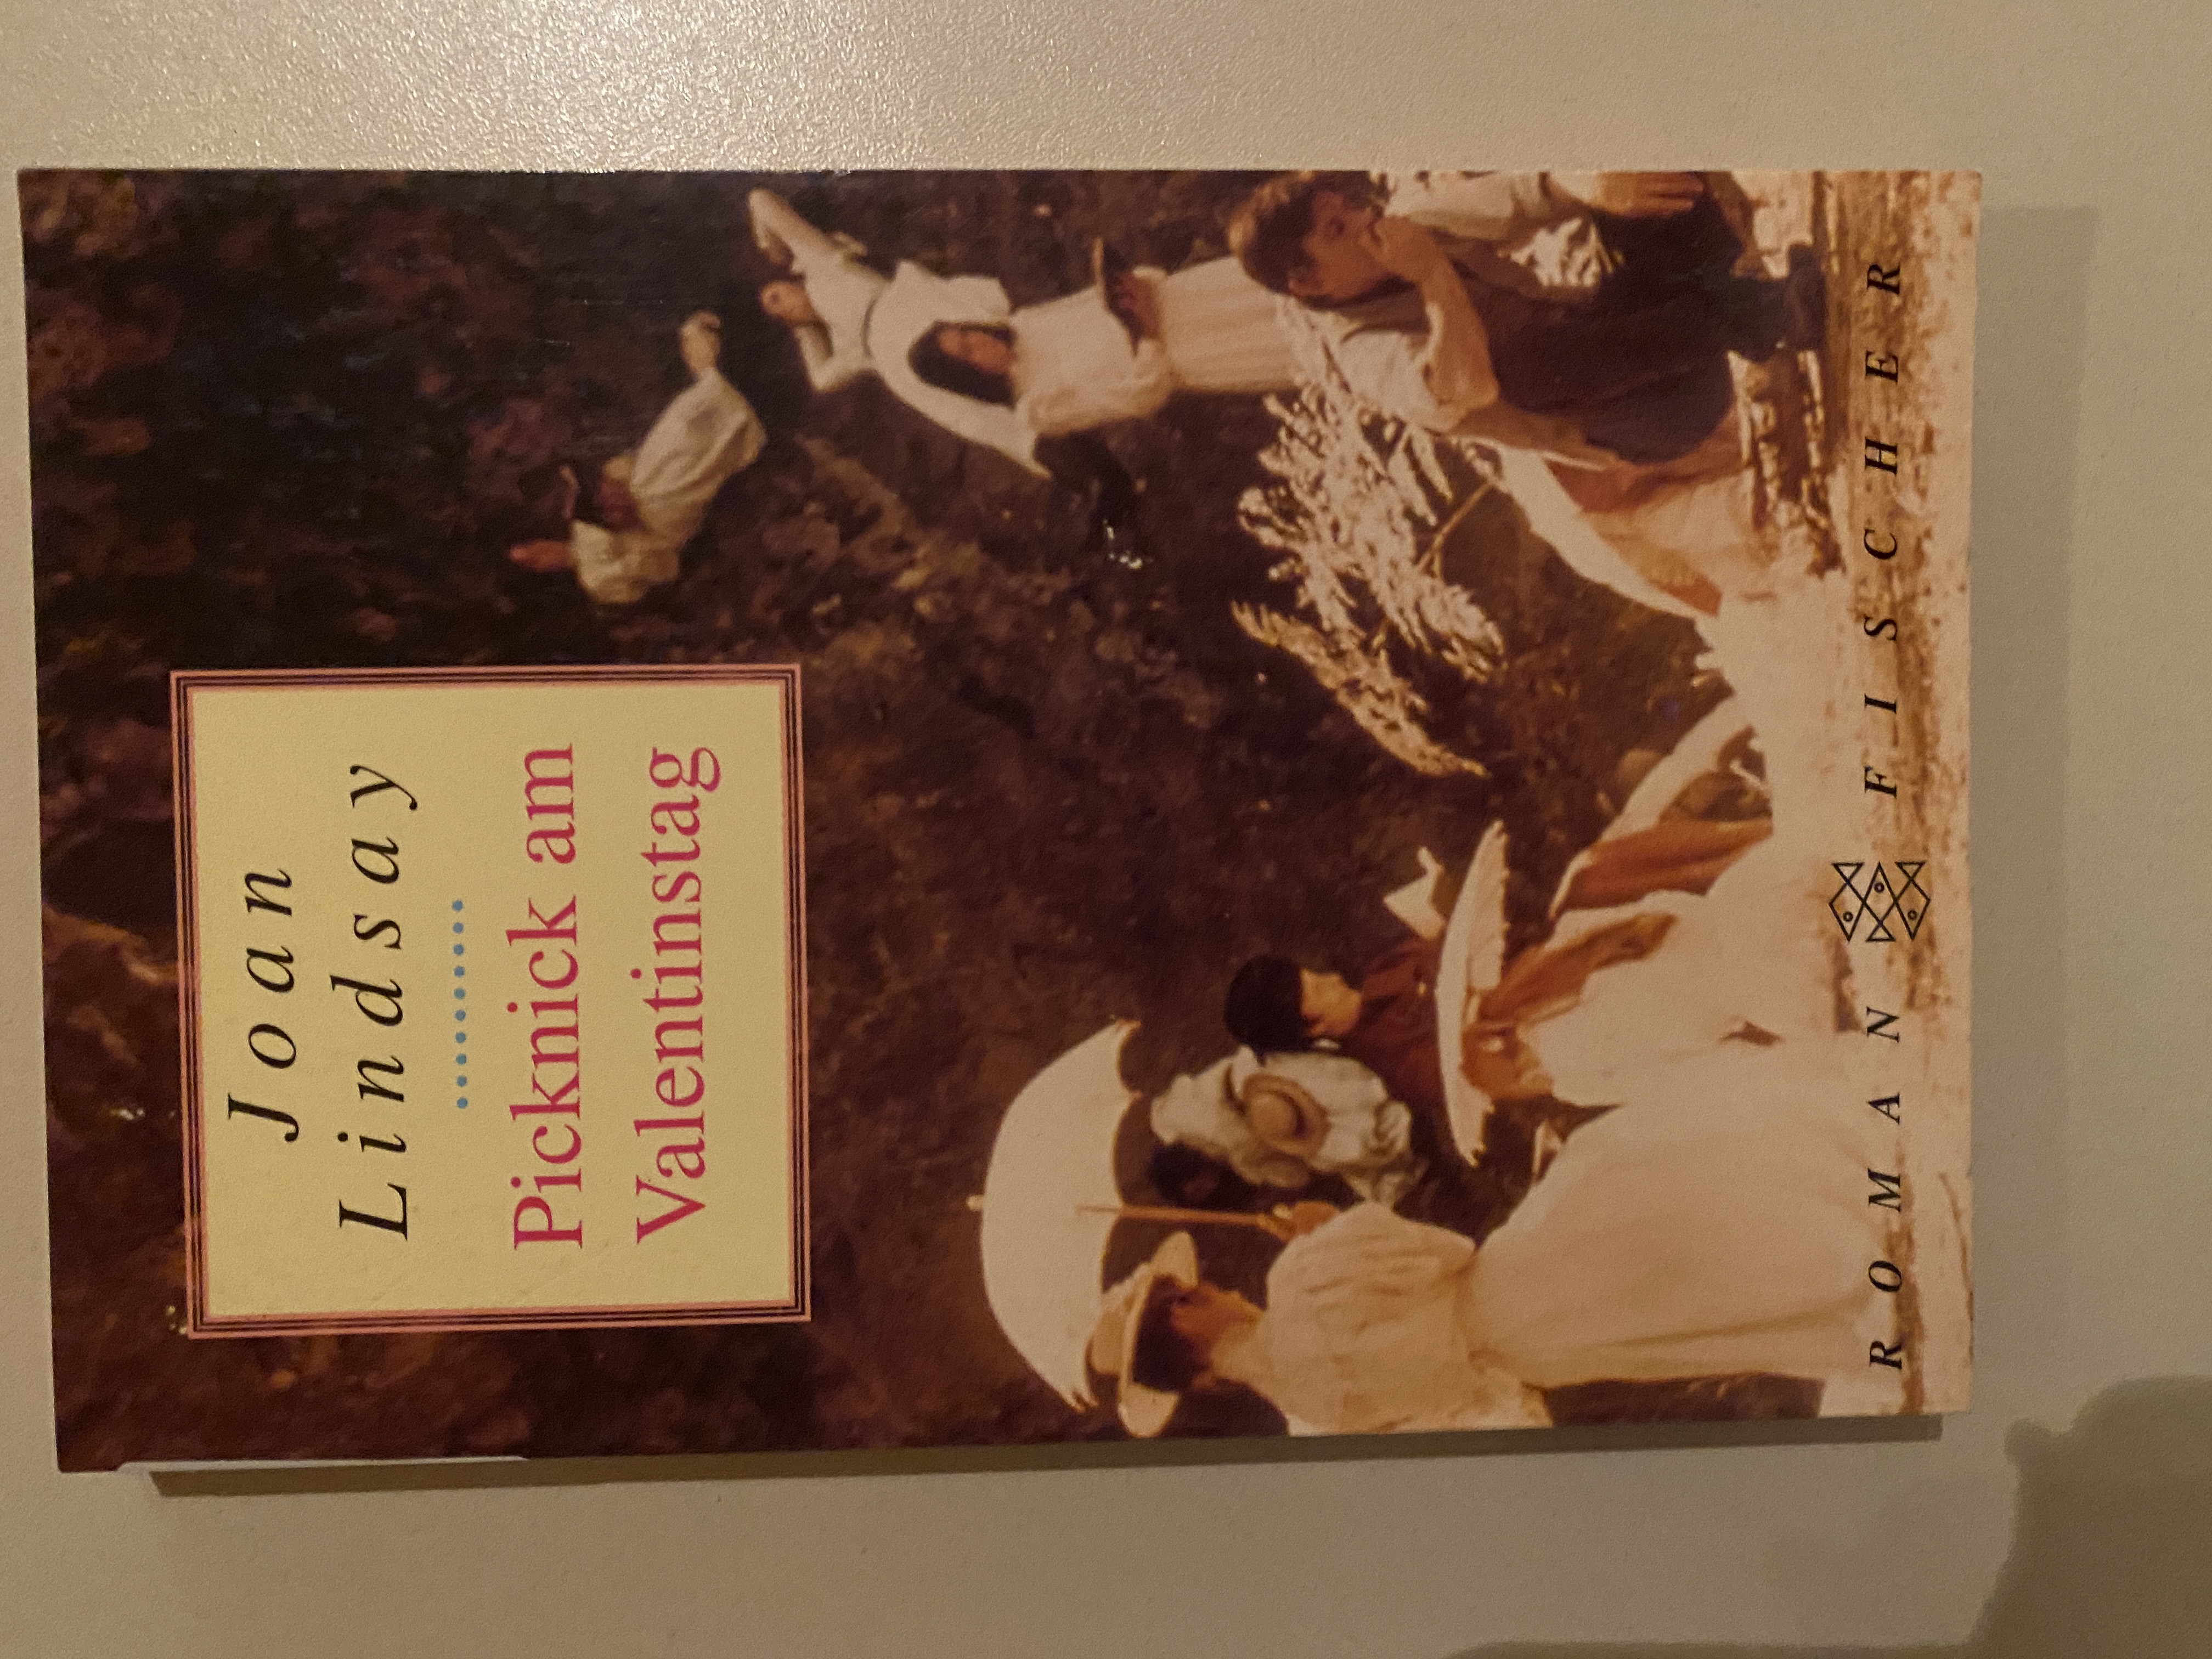 Joan
Lindsay
Picknick am
Valentinstag
ROMAN FISCHER